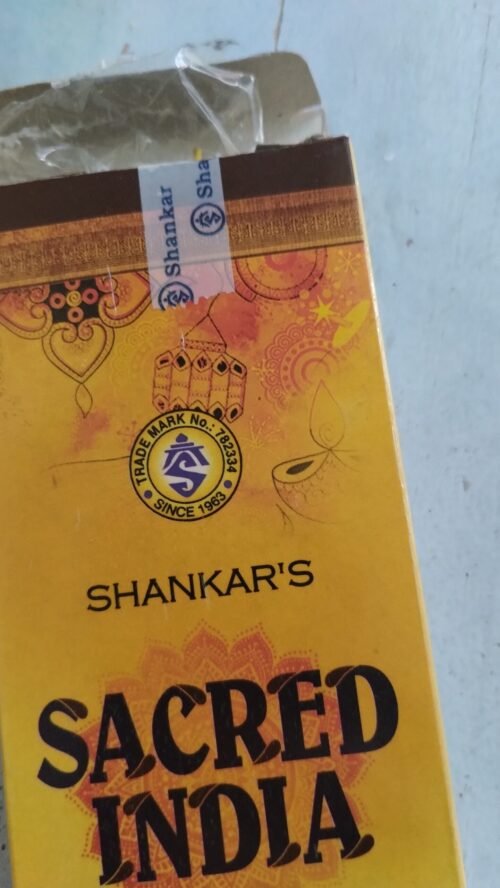 Shankar
Sha
TRADE MARK No.: 782334
SINCE 1963
SHANKAR'S
SACRED
INDIA